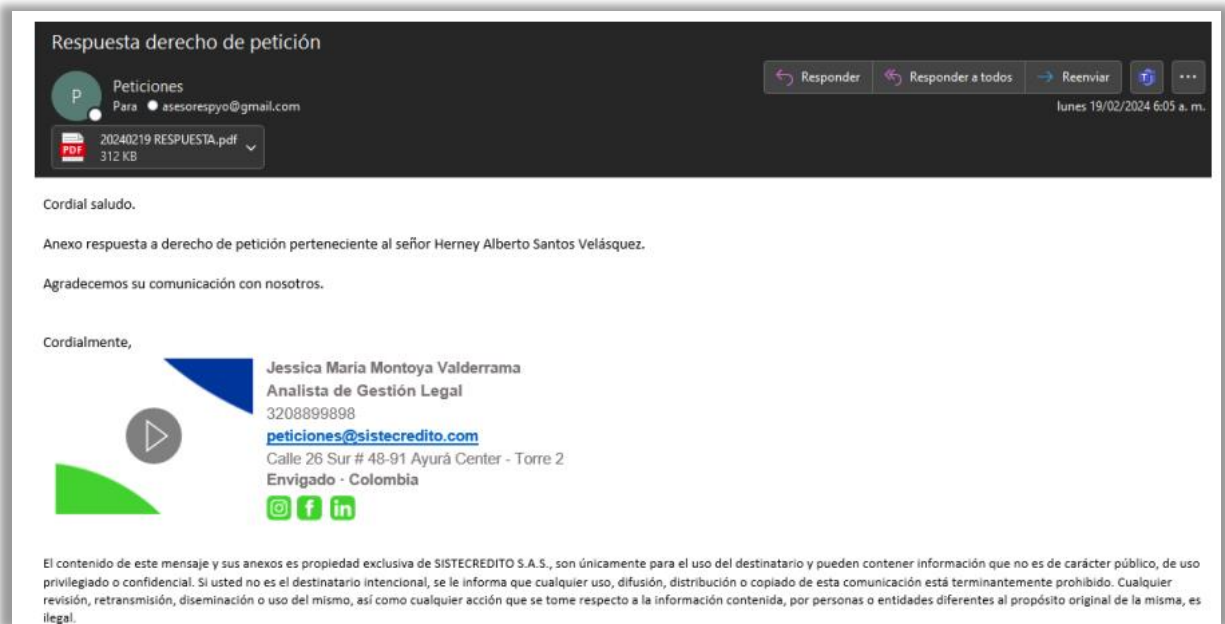 Respuesta derecho de petición
P
Peticiones
Para asesorespyo@gmail.com
Responder
Responder a todos
Reenviar
lunes 19/02/2024 6:05 a. m.
PDF
20240219 RESPUESTA.pdf
312 KB
Cordial saludo.
Anexo respuesta a derecho de petición perteneciente al señor Herney Alberto Santos Velásquez.
Agradecemos su comunicación con nosotros.
Cordialmente,
Jessica María Montoya Valderrama
Analista de Gestión Legal
3208899898
peticiones@sistecredito.com
Calle 26 Sur # 48-91 Ayurá Center - Torre 2
Envigado · Colombia
El contenido de este mensaje y sus anexos es propiedad exclusiva de SISTECREDITO S.A.S., son únicamente para el uso del destinatario y pueden contener información que no es de carácter público, de uso
privilegiado o confidencial. Si usted no es el destinatario intencional, se le informa que cualquier uso, difusión, distribución o copiado de esta comunicación está terminantemente prohibido. Cualquier
revisión, retransmisión, diseminación o uso del mismo, así como cualquier acción que se tome respecto a la información contenida, por personas o entidades diferentes al propósito original de la misma, es
ilegal.